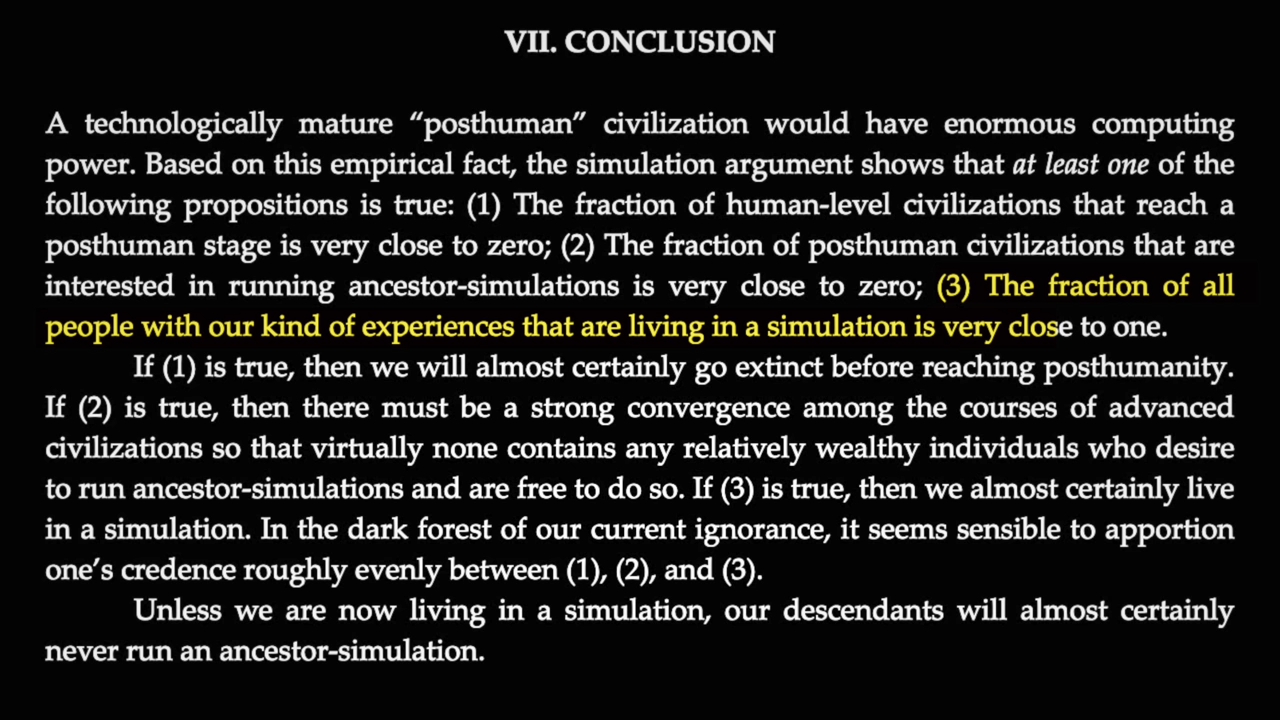 VII. CONCLUSION
A technologically mature “posthuman” civilization would have enormous computing
power. Based on this empirical fact, the simulation argument shows that at least one of the
following propositions is true: (1) The fraction of human-level civilizations that reach a
posthuman stage is very close to zero; (2) The fraction of posthuman civilizations that are
interested in running ancestor-simulations is very close to zero; (3) The fraction of all
people with our kind of experiences that are living in a simulation is very close to one.
If (1) is true, then we will almost certainly go extinct before reaching posthumanity.
If (2) is true, then there must be a strong convergence among the courses of advanced
civilizations so that virtually none contains any relatively wealthy individuals who desire
to run ancestor-simulations and are free to do so. If (3) is true, then we almost certainly live
in a simulation. In the dark forest of our current ignorance, it seems sensible to apportion
one’s credence roughly evenly between (1), (2), and (3).
Unless we are now living in a simulation, our descendants will almost certainly
never run an ancestor-simulation.